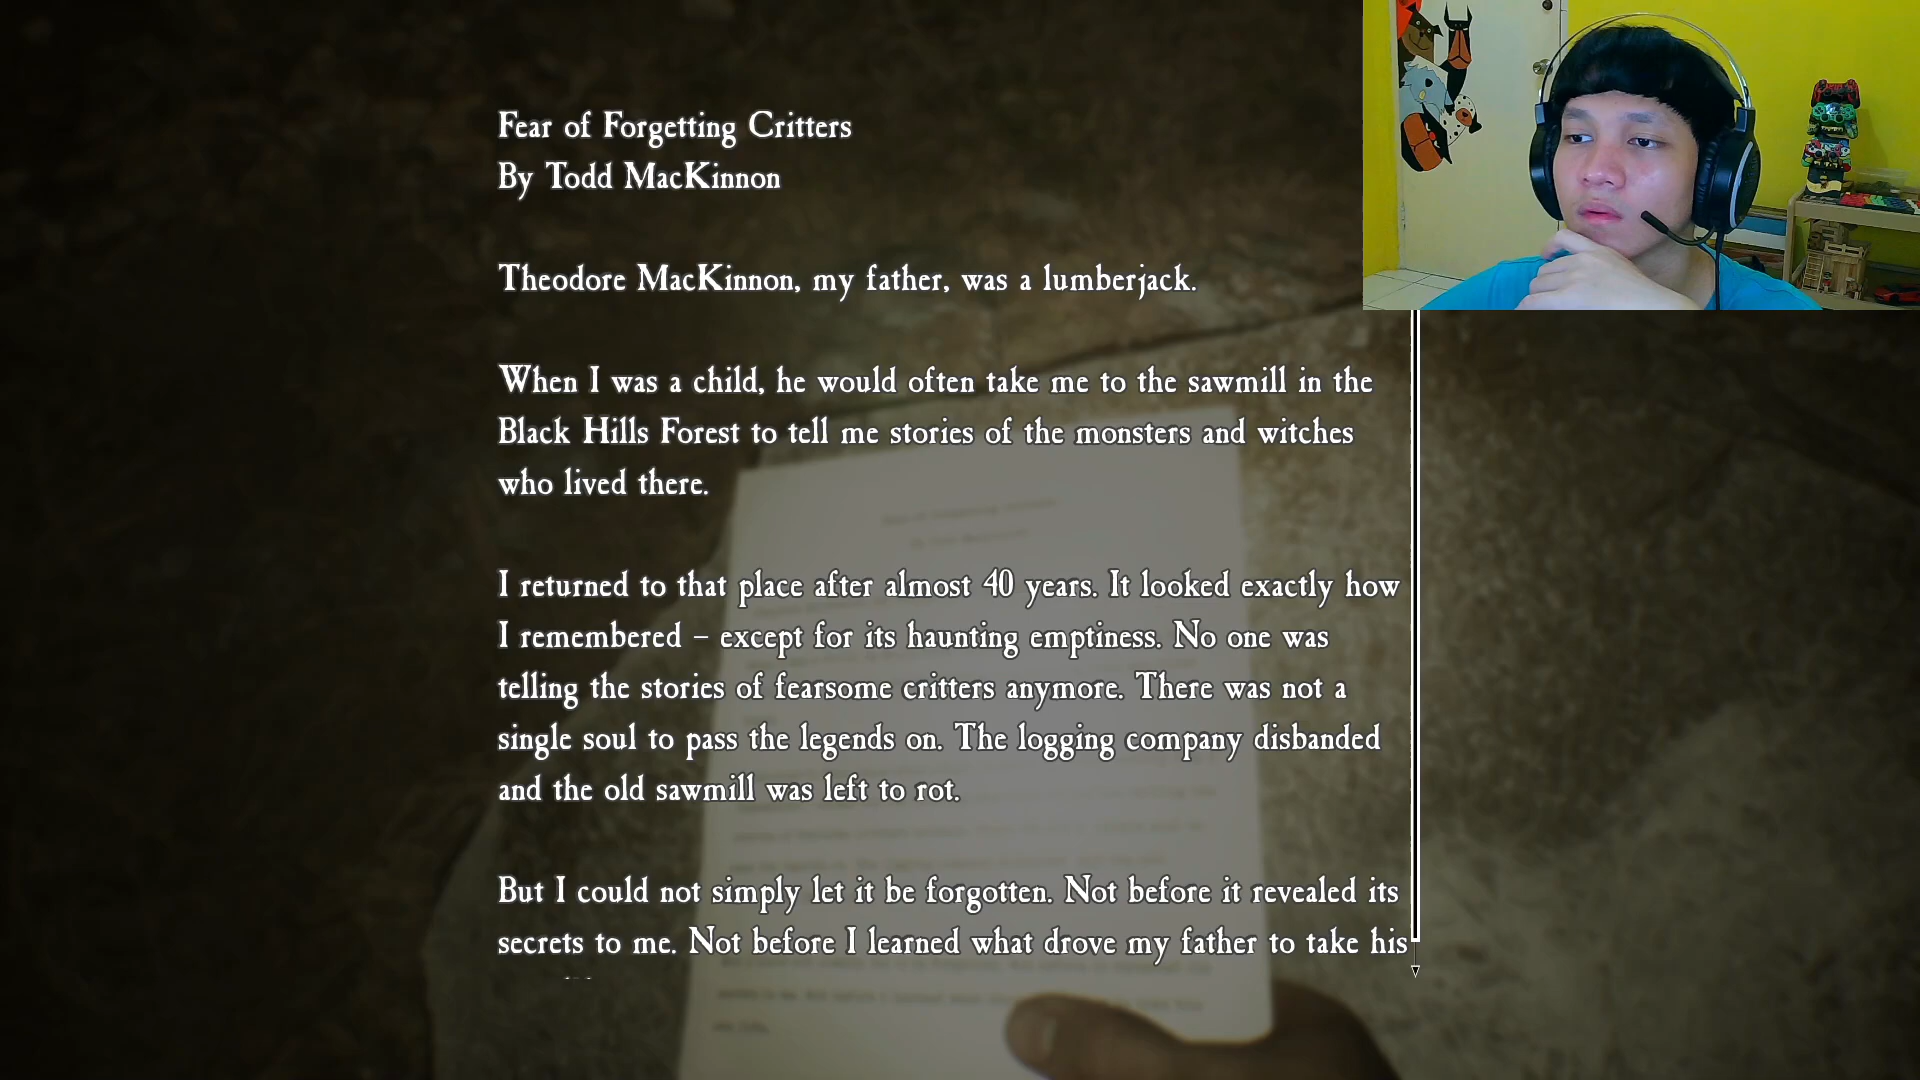 Fear of Forgetting Critters
By Todd MacKinnon
Theodore MacKinnon, my father, was a lumberjack.
When I was a child, he would often take me to the sawmill in the
Black Hills Forest to tell me stories of the monsters and witches
who lived there.
I returned to that place after almost 40 years. It looked exactly how
I remembered – except for its haunting emptiness. No one was
telling the stories of fearsome critters anymore. There was not a
single soul to pass the legends on. The logging company disbanded
and the old sawmill was left to rot.
But I could not simply let it be forgotten. Not before it revealed its
secrets to me. Not before I learned what drove my father to take his